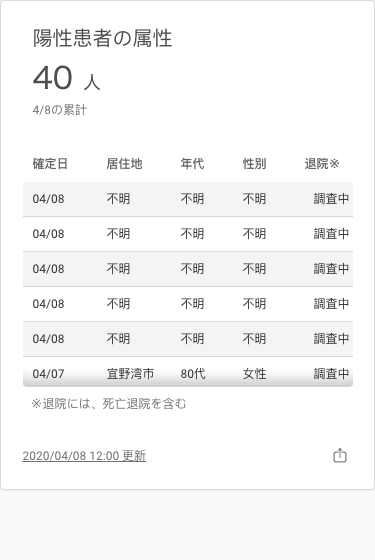 陽性患者の属性
40 人
4/8の累計
確定日 居住地 年代 性別 退院※
04/08 不明 不明 不明 調査中
04/08 不明 不明 不明 調査中
04/08 不明 不明 不明 調査中
04/08 不明 不明 不明 調査中
04/08 不明 不明 不明 調査中
04/07 宜野湾市 80代 女性 調査中
※退院には、死亡退院を含む
2020/04/08 12:00 更新